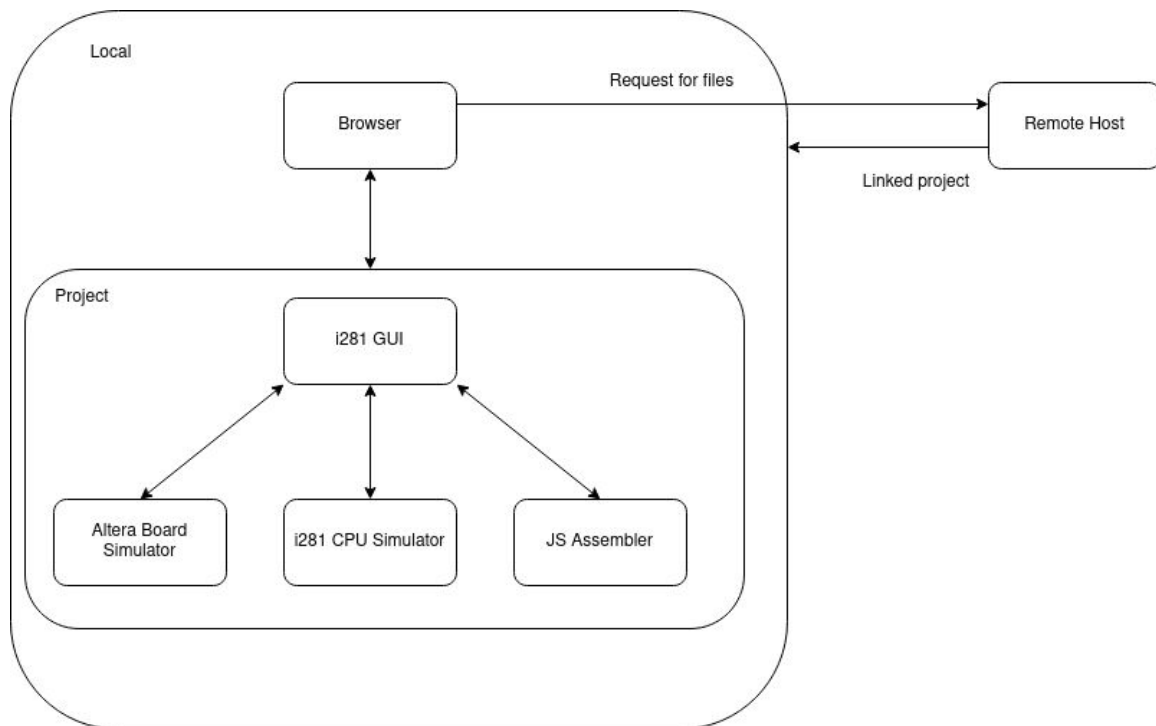 Local
Request for files
Browser
Remote Host
Linked project
Project
i281 GUI
Altera Board
Simulator
i281 CPU Simulator
JS Assembler